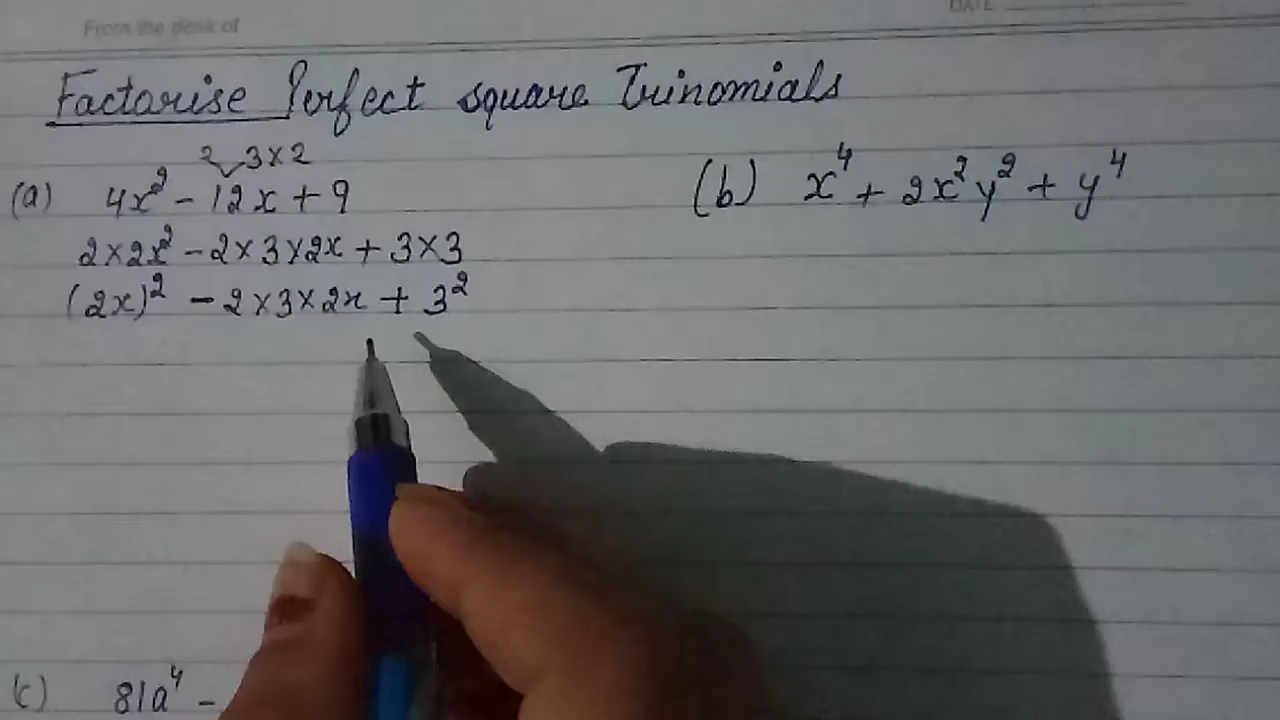 From the desk of
DATE
Factorise Perfect square Trinomials
2 3×2
(a) 4x² - 12x + 9
2×2x² - 2×3×2x + 3×3
(2x)² - 2×3×2x + 3²
(b) x⁴ + 2x²y² + y⁴
(c) 81a⁴ -